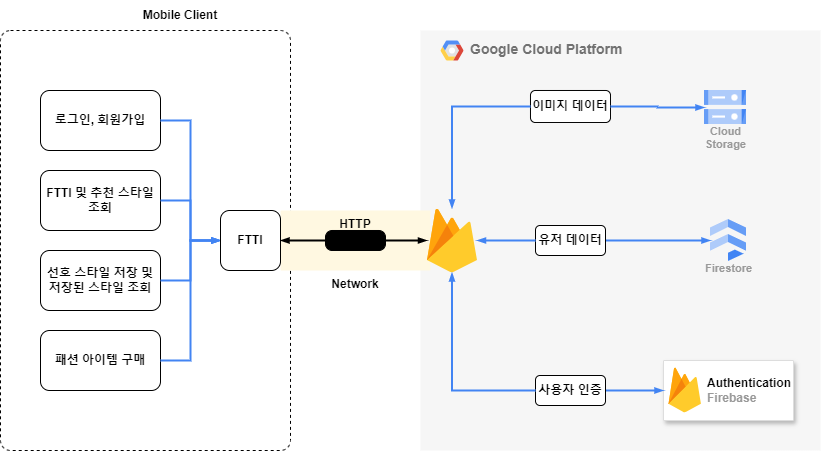 Mobile Client
Google Cloud Platform
로그인, 회원가입
FTTI 및 추천 스타일
조회
선호 스타일 저장 및
저장된 스타일 조회
패션 아이템 구매
FTTI
HTTP
Network
이미지 데이터
Cloud
Storage
유저 데이터
Firestore
사용자 인증
Authentication
Firebase